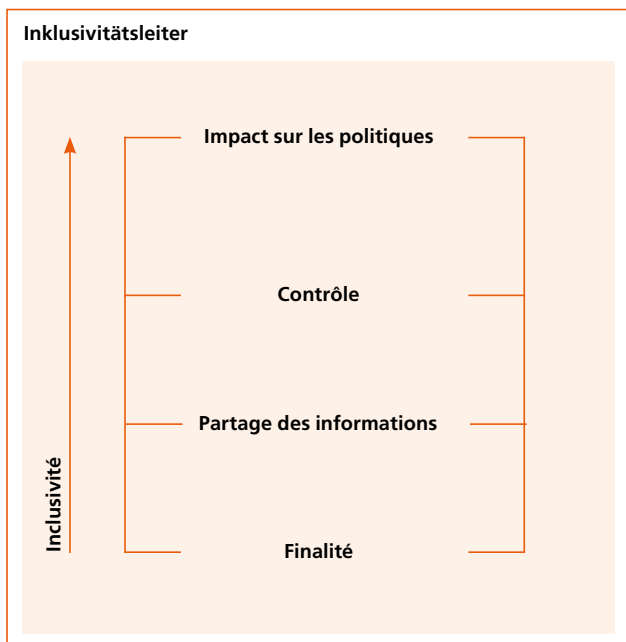 Inklusivitätsleiter
Impact sur les politiques
Contrôle
Partage des informations
Finalité
Inclusivité